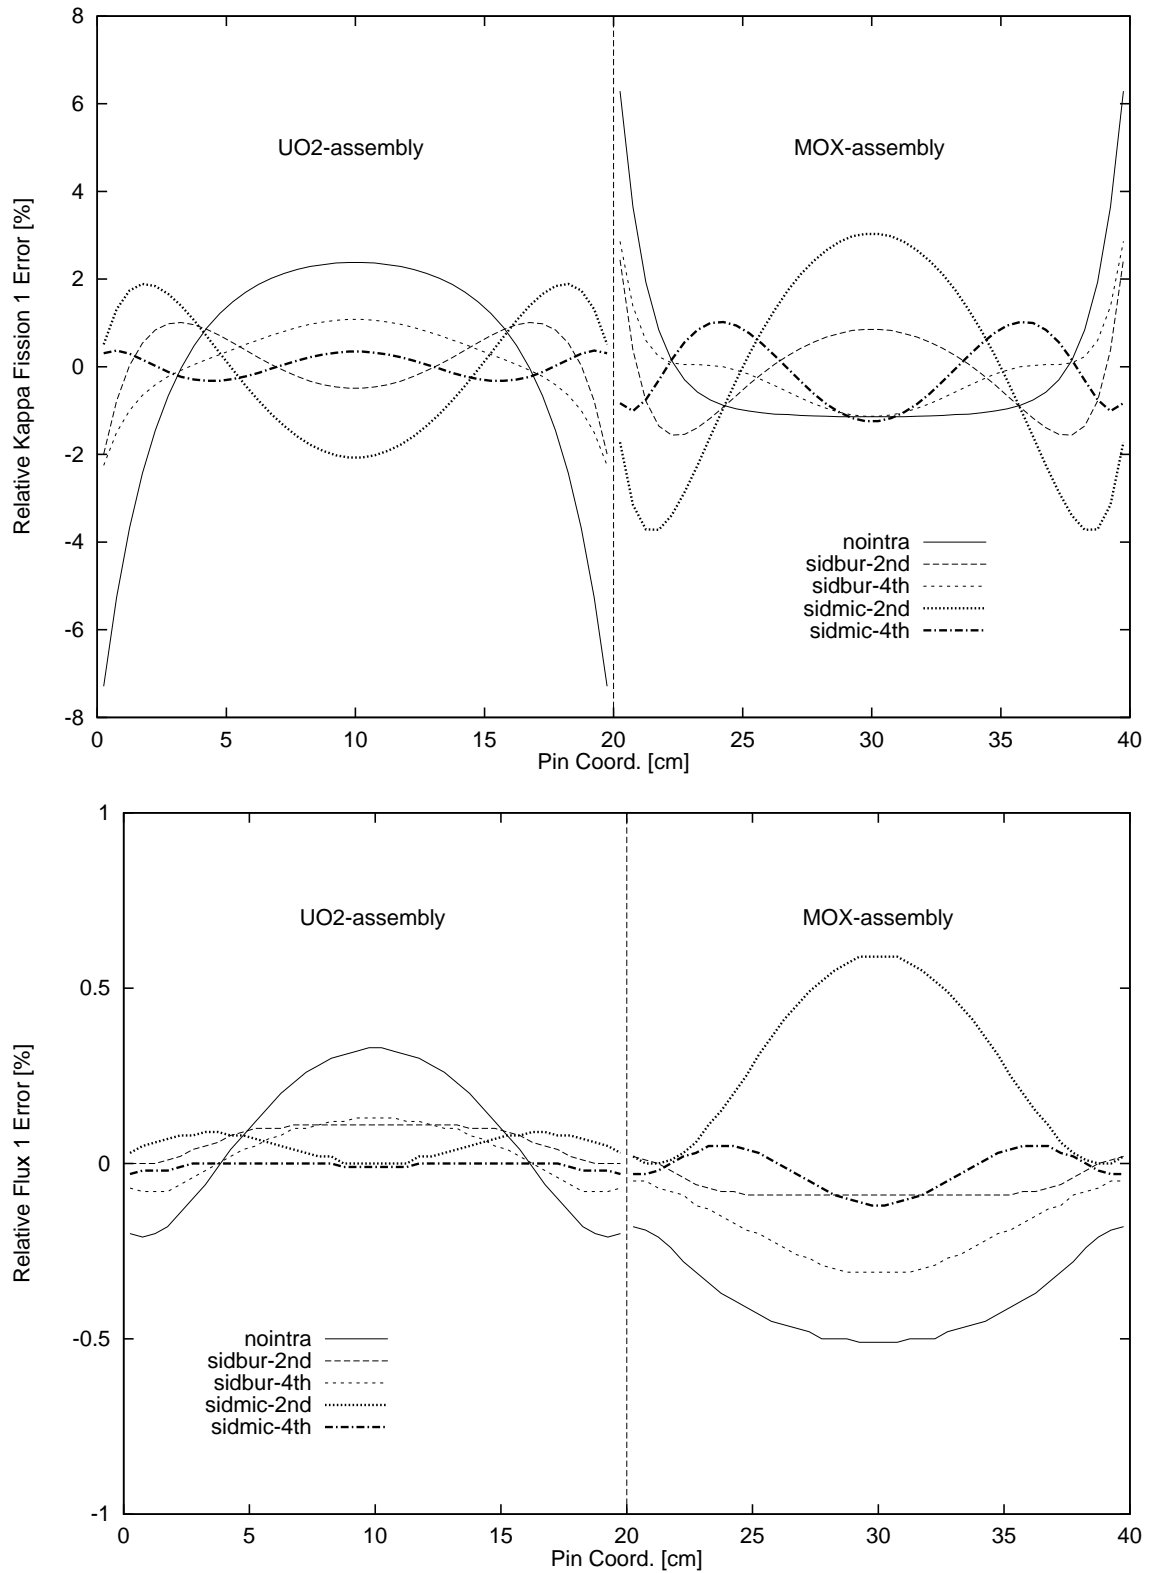 8
6
4
2
0
-2
-4
-6
-8
Relative Kappa Fission 1 Error [%]
UO2-assembly
MOX-assembly
nointra
sidbur-2nd
sidbur-4th
sidmic-2nd
sidmic-4th
0 5 10 15 20 25 30 35 40
Pin Coord. [cm]
1
0.5
0
-0.5
-1
Relative Flux 1 Error [%]
UO2-assembly
MOX-assembly
nointra
sidbur-2nd
sidbur-4th
sidmic-2nd
sidmic-4th
0 5 10 15 20 25 30 35 40
Pin Coord. [cm]